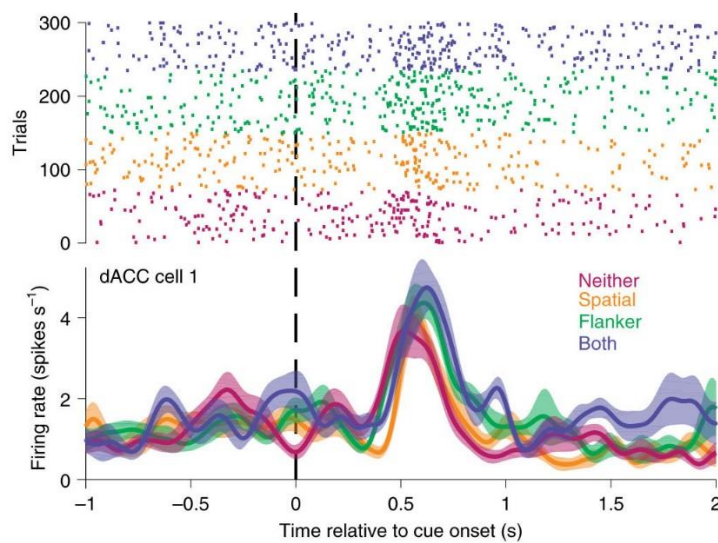 300
200
100
0
Trials
dACC cell 1
Neither
Spatial
Flanker
Both
4
2
0
Firing rate (spikes s⁻¹)
-1 −0.5 0 0.5 1 1.5 2
Time relative to cue onset (s)